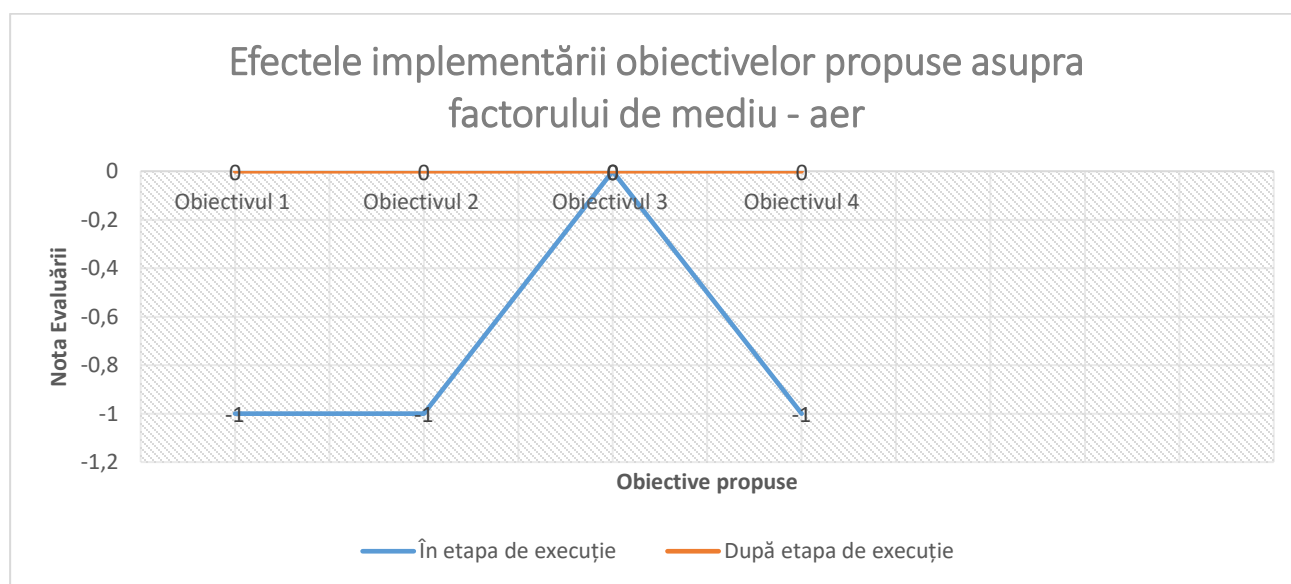 Efectele implementării obiectivelor propuse asupra
factorului de mediu - aer
0 0 0 0 0
0
Obiectivul 1 Obiectivul 2 Obiectivul 3 Obiectivul 4
-0,2
-0,4
-0,6
-0,8
-1 -1 -1 -1
-1,2
Nota Evaluării
Obiective propuse
În etapa de execuție După etapa de execuție